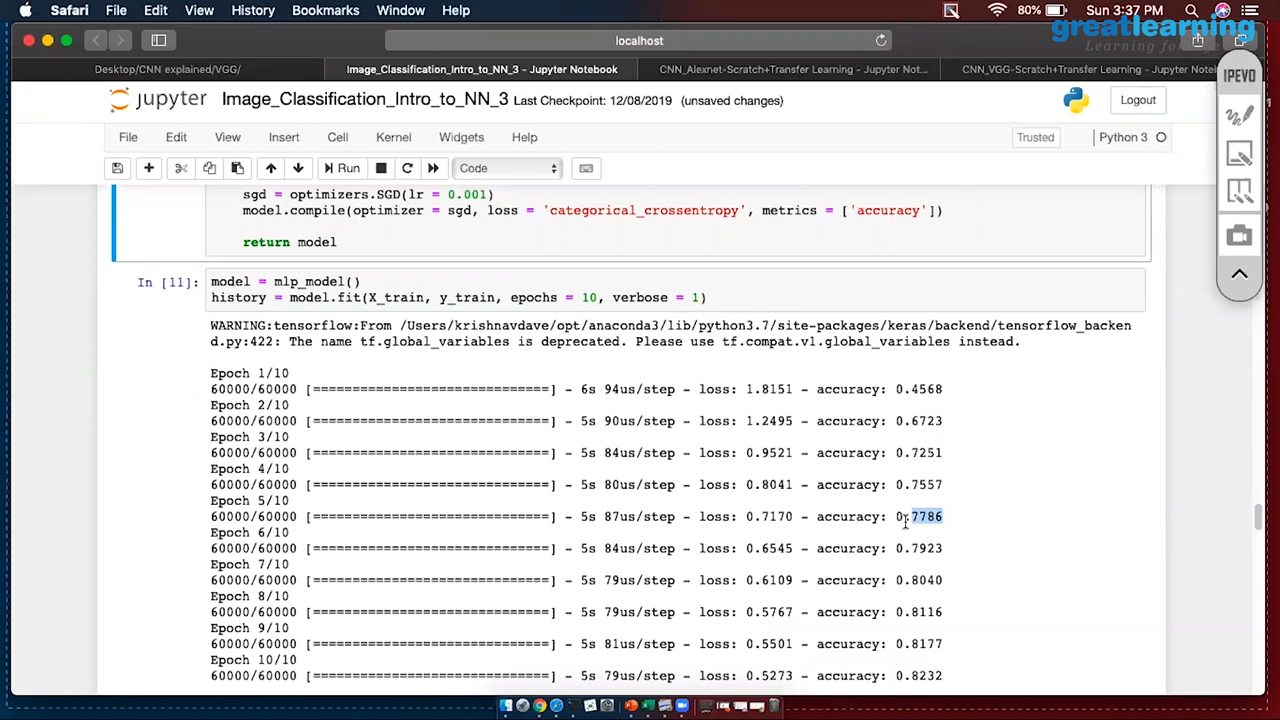 Safari File Edit View History Bookmarks Window Help 80% Sun 3:37 PM
greatlearning
Learning for
localhost
Desktop/CNN explained/VGG/ Image_Classification_Intro_to_NN_3 - Jupyter Notebook CNN_Alexnet-Scratch+Transfer Learning - Jupyter Not... CNN_VGG-Scratch+Transfer Learning - Jupyter Noteb
IPEVO
jupyter Image_Classification_Intro_to_NN_3 Last Checkpoint: 12/08/2019 (unsaved changes) Logout
File Edit View Insert Cell Kernel Widgets Help Trusted Python 3
Run Code
sgd = optimizers.SGD(lr = 0.001)
model.compile(optimizer = sgd, loss = 'categorical_crossentropy', metrics = ['accuracy'])
return model
In [11]: model = mlp_model()
history = model.fit(X_train, y_train, epochs = 10, verbose = 1)
WARNING:tensorflow:From /Users/krishnavdave/opt/anaconda3/lib/python3.7/site-packages/keras/backend/tensorflow_backen
d.py:422: The name tf.global_variables is deprecated. Please use tf.compat.v1.global_variables instead.
Epoch 1/10
60000/60000 [==============================] - 6s 94us/step - loss: 1.8151 - accuracy: 0.4568
Epoch 2/10
60000/60000 [==============================] - 5s 90us/step - loss: 1.2495 - accuracy: 0.6723
Epoch 3/10
60000/60000 [==============================] - 5s 84us/step - loss: 0.9521 - accuracy: 0.7251
Epoch 4/10
60000/60000 [==============================] - 5s 80us/step - loss: 0.8041 - accuracy: 0.7557
Epoch 5/10
60000/60000 [==============================] - 5s 87us/step - loss: 0.7170 - accuracy: 0.7786
Epoch 6/10
60000/60000 [==============================] - 5s 84us/step - loss: 0.6545 - accuracy: 0.7923
Epoch 7/10
60000/60000 [==============================] - 5s 79us/step - loss: 0.6109 - accuracy: 0.8040
Epoch 8/10
60000/60000 [==============================] - 5s 79us/step - loss: 0.5767 - accuracy: 0.8116
Epoch 9/10
60000/60000 [==============================] - 5s 81us/step - loss: 0.5501 - accuracy: 0.8177
Epoch 10/10
60000/60000 [==============================] - 5s 79us/step - loss: 0.5273 - accuracy: 0.8232